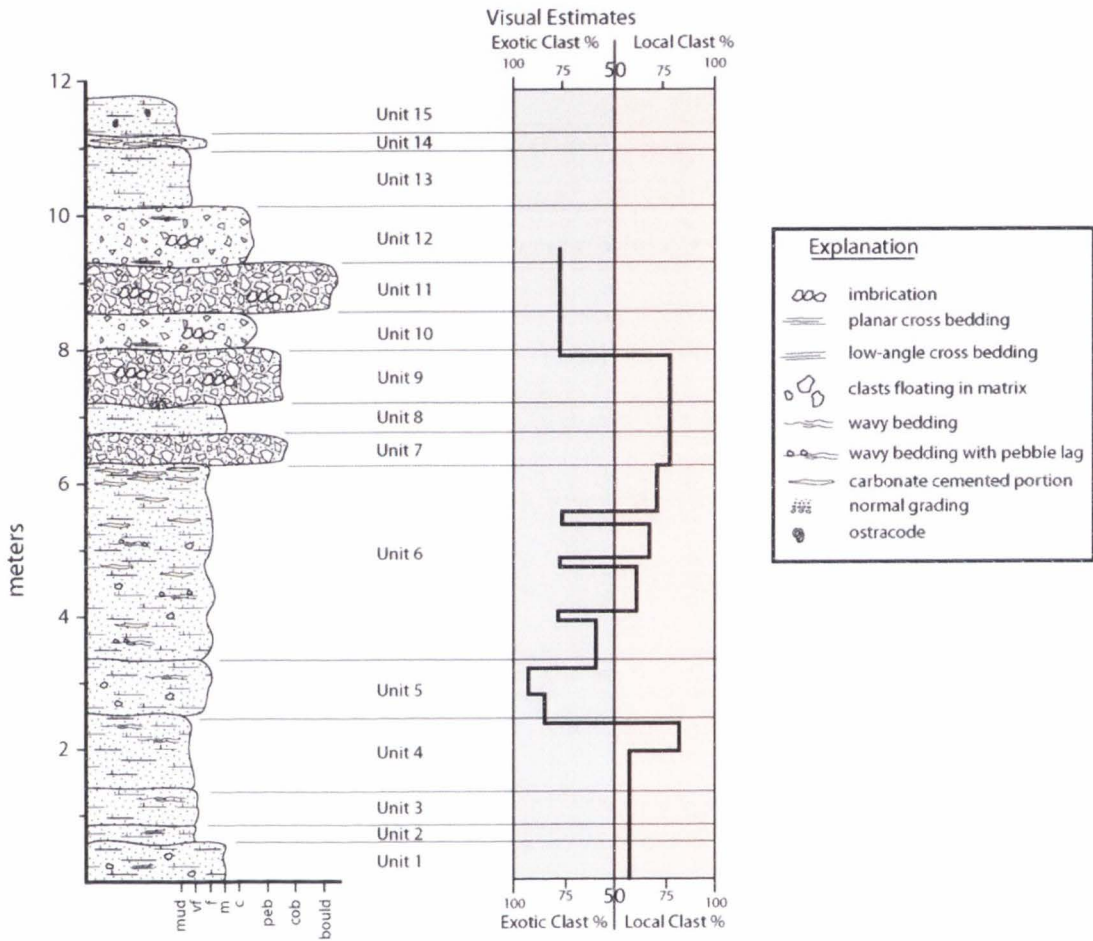 Visual Estimates
Exotic Clast % Local Clast %
100 75 50 75 100
12
10
8
6
4
2
meters
Unit 15
Unit 14
Unit 13
Unit 12
Unit 11
Unit 10
Unit 9
Unit 8
Unit 7
Unit 6
Unit 5
Unit 4
Unit 3
Unit 2
Unit 1
mud vf f m c peb cob bould
100 75 50 75 100
Exotic Clast % Local Clast %
Explanation
imbrication
planar cross bedding
low-angle cross bedding
clasts floating in matrix
wavy bedding
wavy bedding with pebble lag
carbonate cemented portion
normal grading
ostracode